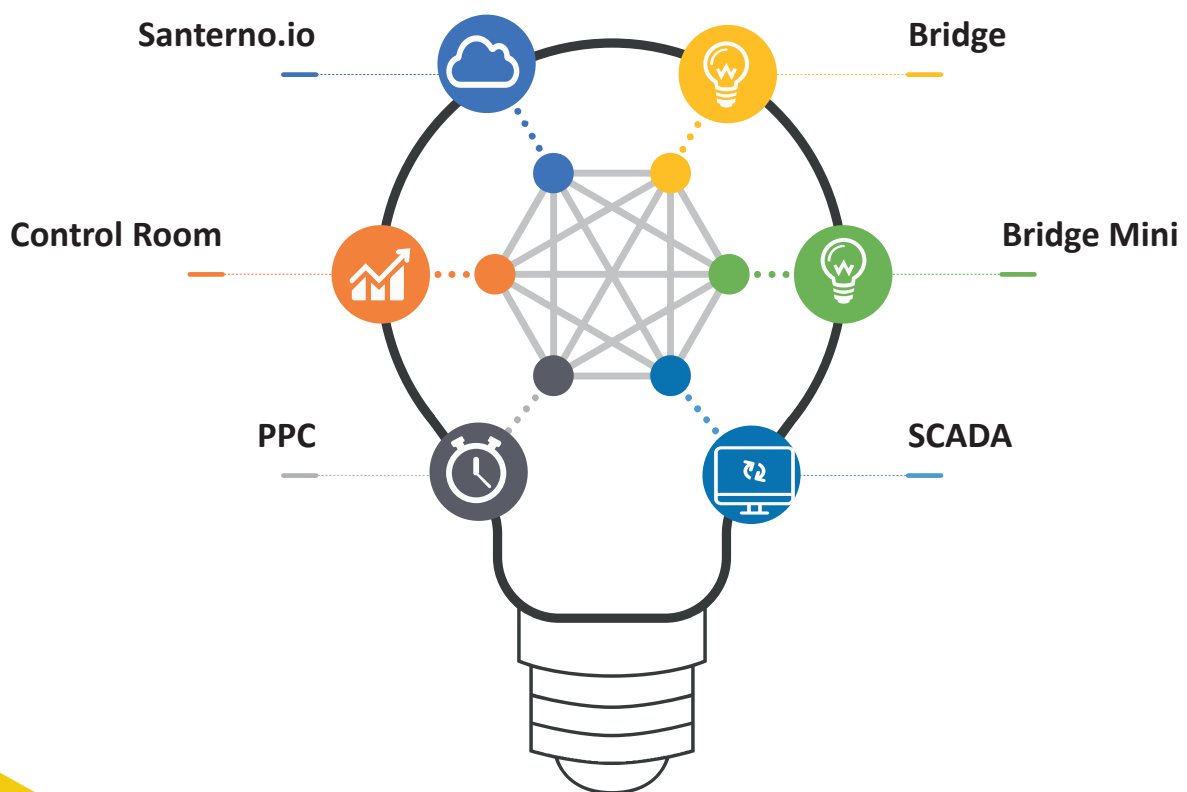 Santerno.io
Bridge
Control Room
Bridge Mini
PPC
SCADA